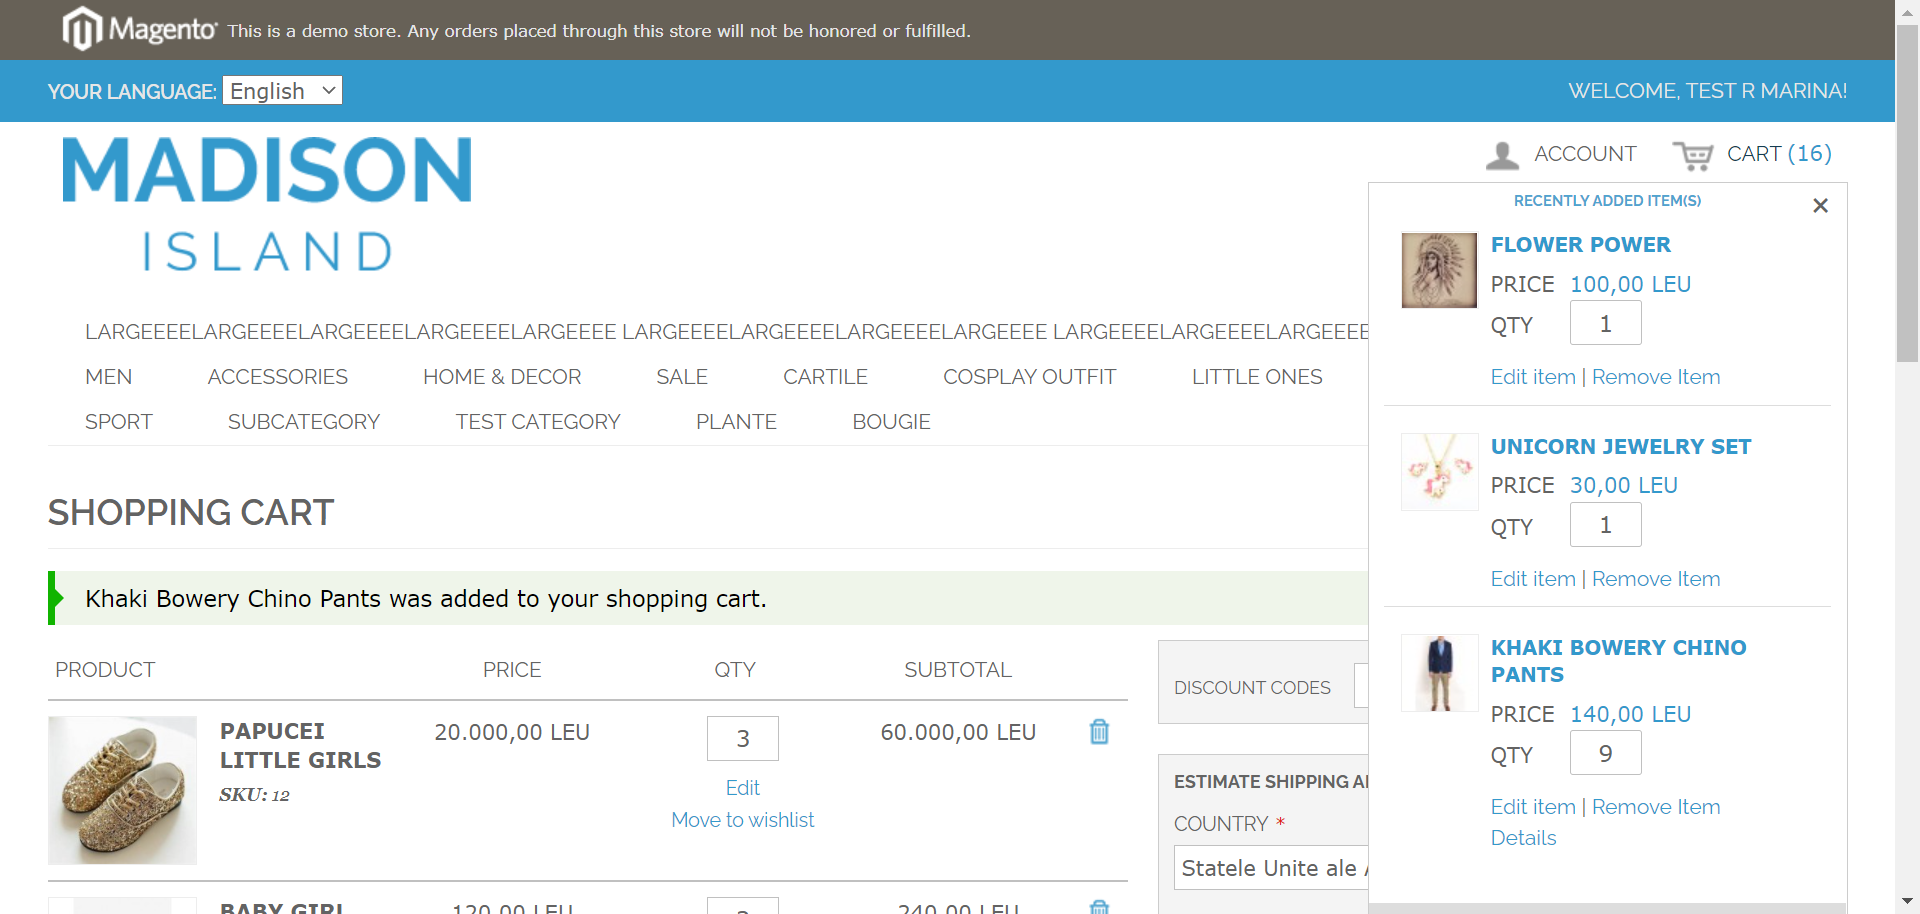 Magento This is a demo store. Any orders placed through this store will not be honored or fulfilled.
YOUR LANGUAGE: English
WELCOME, TEST R MARINA!
MADISON
ISLAND
ACCOUNT
CART (16)
LARGEEEELARGEEEELARGEEEELARGEEEELARGEEEE LARGEEEELARGEEEELARGEEEELARGEEEE LARGEEEELARGEEEELARGEEEE
MEN ACCESSORIES HOME & DECOR SALE CARTILE COSPLAY OUTFIT LITTLE ONES
SPORT SUBCATEGORY TEST CATEGORY PLANTE BOUGIE
RECENTLY ADDED ITEM(S)
×
FLOWER POWER
PRICE 100,00 LEU
QTY 1
Edit item | Remove Item
UNICORN JEWELRY SET
PRICE 30,00 LEU
QTY 1
Edit item | Remove Item
KHAKI BOWERY CHINO
PANTS
PRICE 140,00 LEU
QTY 9
Edit item | Remove Item
Details
SHOPPING CART
Khaki Bowery Chino Pants was added to your shopping cart.
PRODUCT PRICE QTY SUBTOTAL
PAPUCEI
LITTLE GIRLS
SKU: 12
20.000,00 LEU
3
Edit
Move to wishlist
60.000,00 LEU
BABY GIRL
120,00 LEU
240,00 LEU
DISCOUNT CODES
ESTIMATE SHIPPING
COUNTRY *
Statele Unite ale